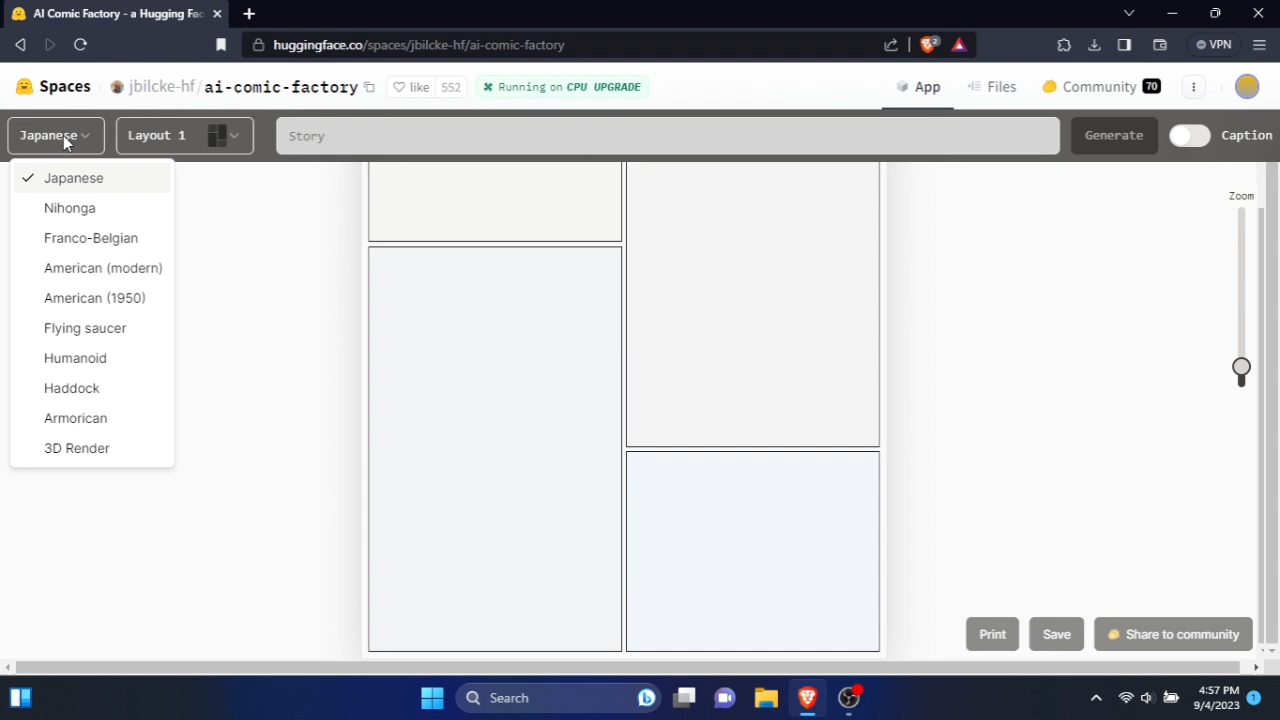 AI Comic Factory - a Hugging Fac
huggingface.co/spaces/jbilcke-hf/ai-comic-factory
2
VPN
Spaces
jbilcke-hf/ai-comic-factory
like 552
Running on CPU UPGRADE
App
Files
Community 70
Japanese
Layout 1
Story
Generate
Caption
Japanese
Nihonga
Franco-Belgian
American (modern)
American (1950)
Flying saucer
Humanoid
Haddock
Armorican
3D Render
Zoom
Print
Save
Share to community
Search
4:57 PM
9/4/2023
1